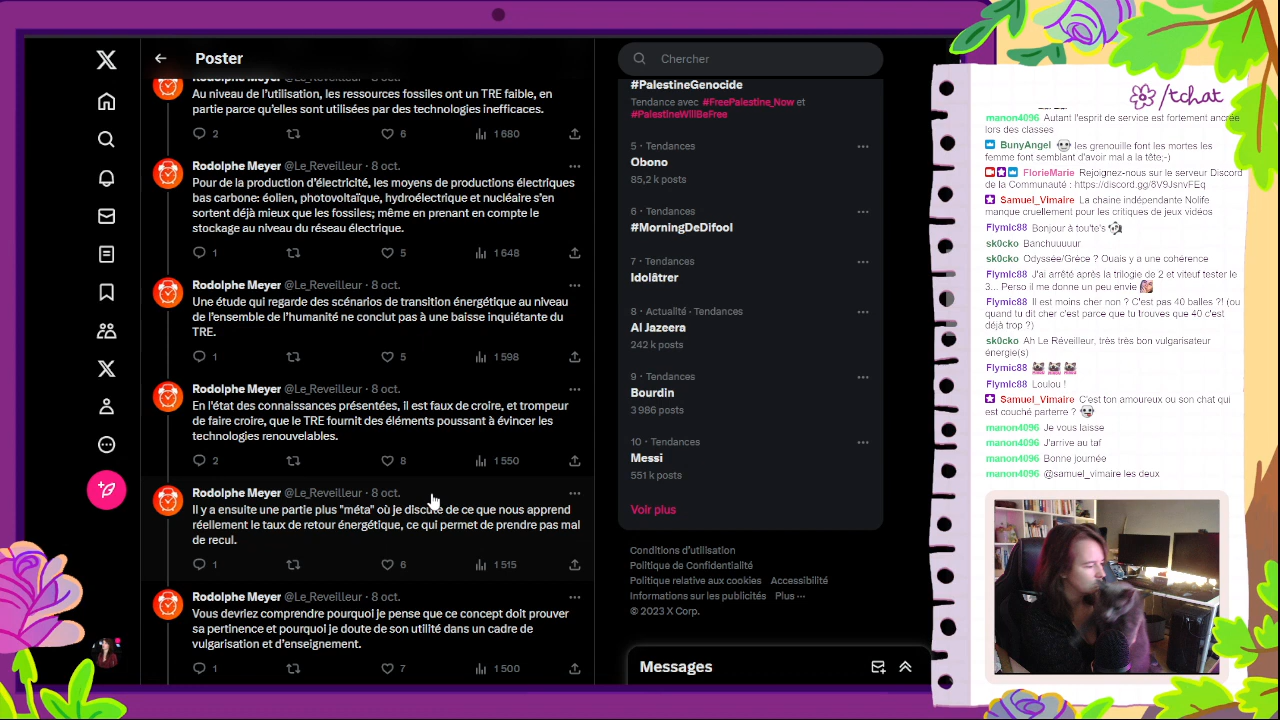 Poster
Rodolphe Meyer @Le_Reveilleur · 8 oct.
Au niveau de l'utilisation, les ressources fossiles ont un TRE faible, en
partie parce qu'elles sont utilisées par des technologies inefficaces.
2 6 1 680
Rodolphe Meyer @Le_Reveilleur · 8 oct.
Pour de la production d'électricité, les moyens de productions électriques
bas carbone: éolien, photovoltaïque, hydroélectrique et nucléaire s'en
sortent déjà mieux que les fossiles; même en prenant en compte le
stockage au niveau du réseau électrique.
1 5 1 648
Rodolphe Meyer @Le_Reveilleur · 8 oct.
Une étude qui regarde des scénarios de transition énergétique au niveau
de l'ensemble de l'humanité ne conclut pas à une baisse inquiétante du
TRE.
1 5 1 598
Rodolphe Meyer @Le_Reveilleur · 8 oct.
En l'état des connaissances présentées, il est faux de croire, et trompeur
de faire croire, que le TRE fournit des éléments poussant à évincer les
technologies renouvelables.
2 8 1 550
Rodolphe Meyer @Le_Reveilleur · 8 oct.
Il y a ensuite une partie plus "méta" où je discute de ce que nous apprend
réellement le taux de retour énergétique, ce qui permet de prendre pas mal
de recul.
1 6 1 515
Rodolphe Meyer @Le_Reveilleur · 8 oct.
Vous devriez comprendre pourquoi je pense que ce concept doit prouver
sa pertinence et pourquoi je doute de son utilité dans un cadre de
vulgarisation et d'enseignement.
1 7 1 500
Chercher
#PalestineGenocide
Tendance avec #FreePalestine_Now et
#PalestineWillBeFree
5 · Tendances
Obono
85,2 k posts
6 · Tendances
#MorningDeDifool
7 · Tendances
Idolâtrer
8 · Actualité · Tendances
Al Jazeera
242 k posts
9 · Tendances
Bourdin
3 986 posts
10 · Tendances
Messi
551 k posts
Voir plus
Conditions d'utilisation
Politique de Confidentialité
Politique relative aux cookies Accessibilité
Informations sur les publicités Plus ···
© 2023 X Corp.
Messages
/tchat
manon4096 Autant l'esprit de service est fortement ancrée
lors des classes
BunyAngel les grenouille font les mortes les
femme font semblant d'avoir mal a la tête;-)
FlorieMarie Rejoignez-nous sur le serveur Discord
de la Communauté : https://discord.gg/8V9JsnvFEq
Samuel_Vimaire La chaine indépendante Nolife
manque cruellement pour les critiques de jeux vidéos
Flymic88 Bonjour à tou'te's
sk0cko Banchuuuuur
sk0cko Odyssée/Grèce ? Ouais y a une cohérence
Flymic88 J'ai arrêté après la trilogie de 2 et vitent rater le
3... Perso il me donne un peu envie
Flymic88 Il est moins cher non ? C'est pas 40 balles ?! (ou
quand tu dit cher c'est parce que tu trouves que 40 c'est
déjà trop ?)
sk0cko Ah Le Réveilleur, très très bon vulgarisateur
énergie(s)
Flymic88
Flymic88 Loulou !
Samuel_Vimaire C'est ton amoureux ou son chat qui
est couché parterre ?
manon4096 Je vous laisse
manon4096 J'arrive au taf
manon4096 Bonne journée
manon4096 @samuel_vimaire les deux